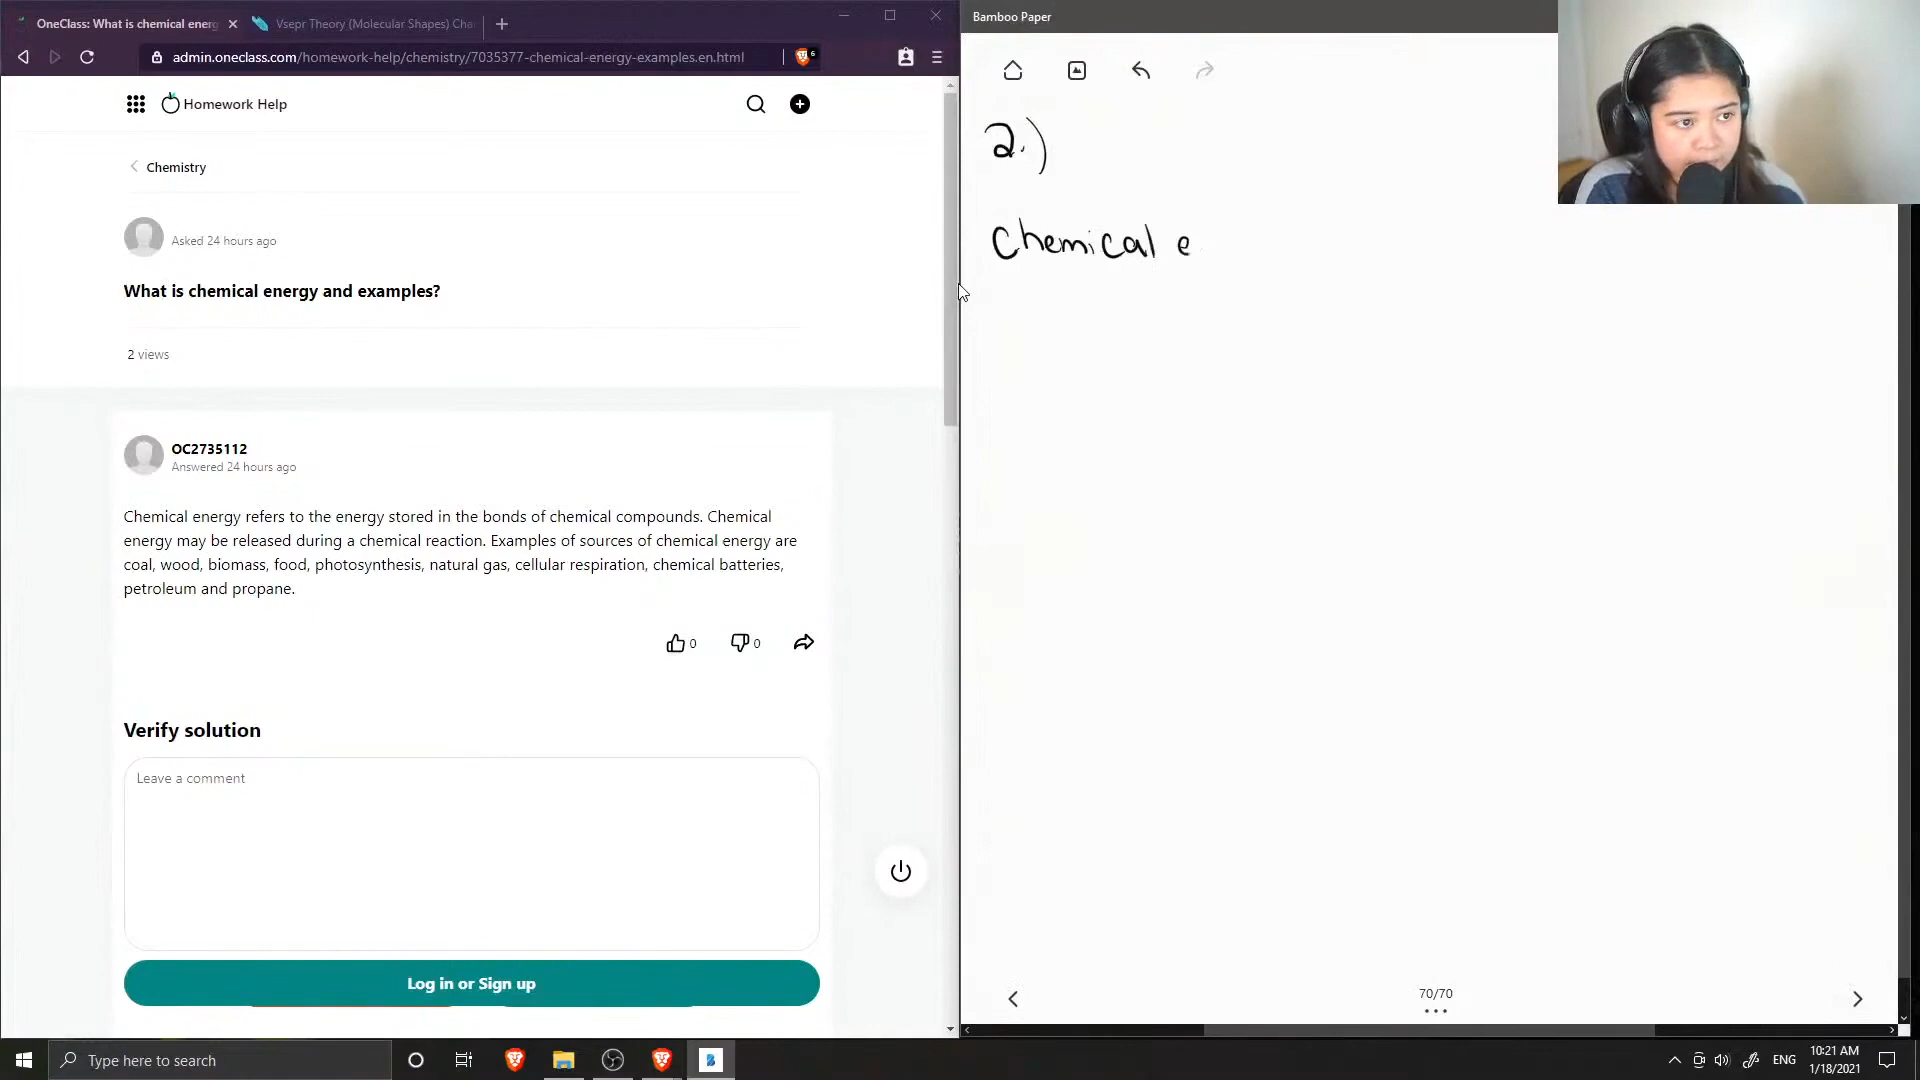 OneClass: What is chemical energ
Vsepr Theory (Molecular Shapes) Cha
admin.oneclass.com/homework-help/chemistry/7035377-chemical-energy-examples.en.html
6
Homework Help
Chemistry
Asked 24 hours ago
What is chemical energy and examples?
2 views
OC2735112
Answered 24 hours ago
Chemical energy refers to the energy stored in the bonds of chemical compounds. Chemical
energy may be released during a chemical reaction. Examples of sources of chemical energy are
coal, wood, biomass, food, photosynthesis, natural gas, cellular respiration, chemical batteries,
petroleum and propane.
0 0
Verify solution
Leave a comment
Log in or Sign up
Bamboo Paper
2.)
Chemical e
70/70
Type here to search
ENG
10:21 AM
1/18/2021